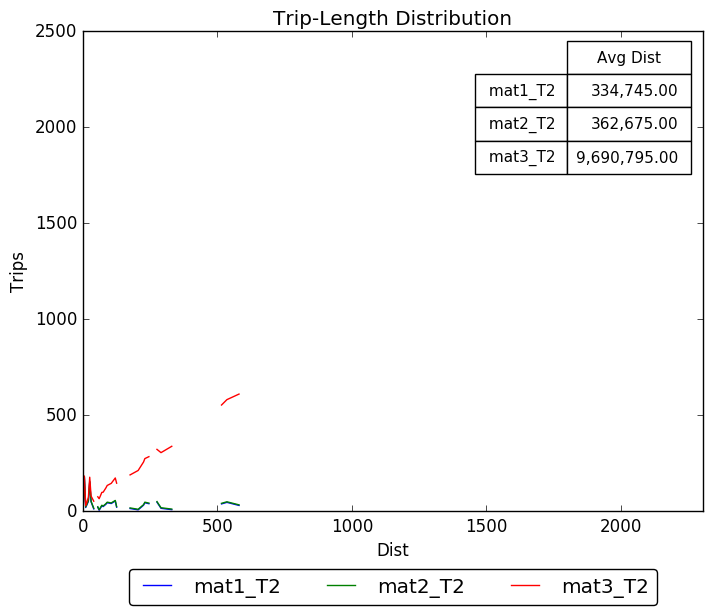 Trip-Length Distribution
2500
2000
1500
1000
500
0
Trips
Avg Dist
mat1_T2 334,745.00
mat2_T2 362,675.00
mat3_T2 9,690,795.00
0 500 1000 1500 2000
Dist
mat1_T2 mat2_T2 mat3_T2